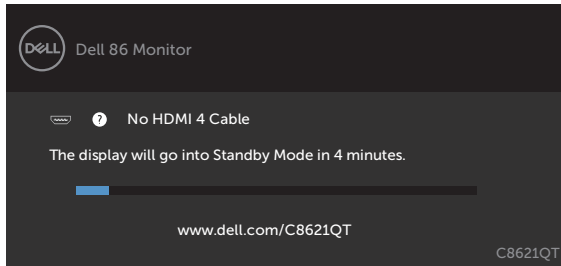 DELL
Dell 86 Monitor
? No HDMI 4 Cable
The display will go into Standby Mode in 4 minutes.
www.dell.com/C8621QT
C8621QT